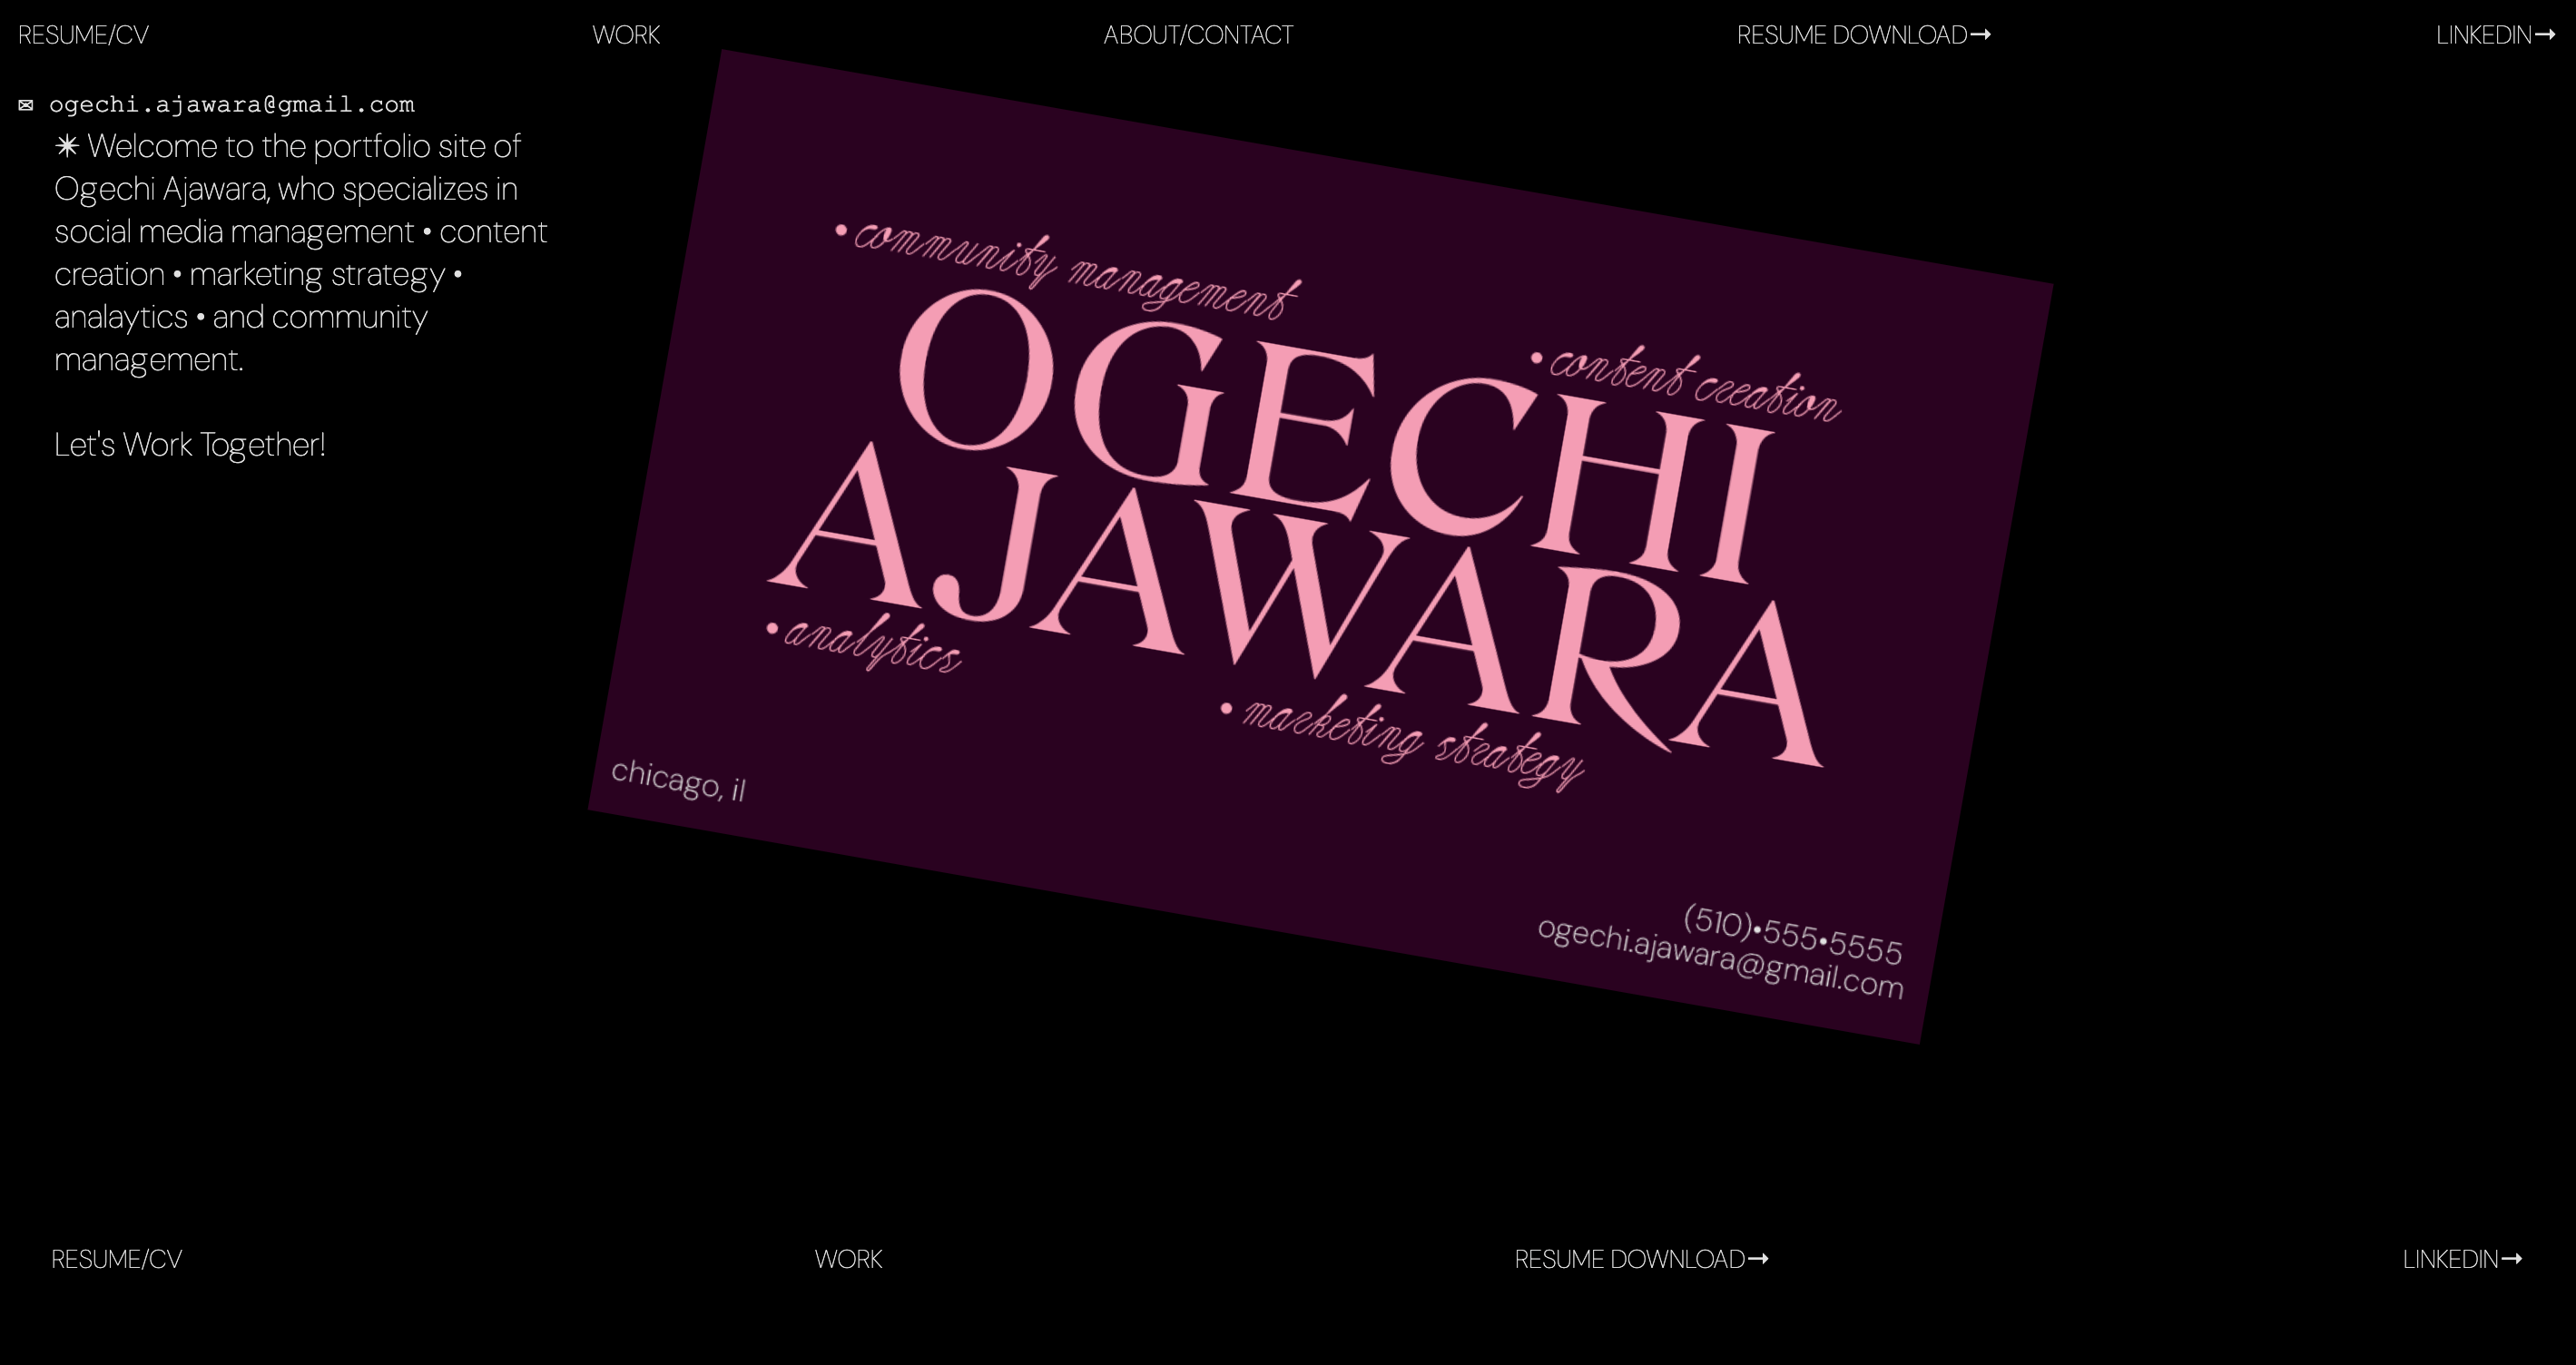 RESUME/CV WORK ABOUT/CONTACT RESUME DOWNLOAD→ LINKEDIN→
✉ ogechi.ajawara@gmail.com
✴ Welcome to the portfolio site of
Ogechi Ajawara, who specializes in
social media management • content
creation • marketing strategy •
analaytics • and community
management.
Let's Work Together!
• community management
• content creation
OGECHI
AJAWARA
• analytics
• marketing strategy
chicago, il
(510)•555•5555
ogechi.ajawara@gmail.com
RESUME/CV WORK RESUME DOWNLOAD→ LINKEDIN→